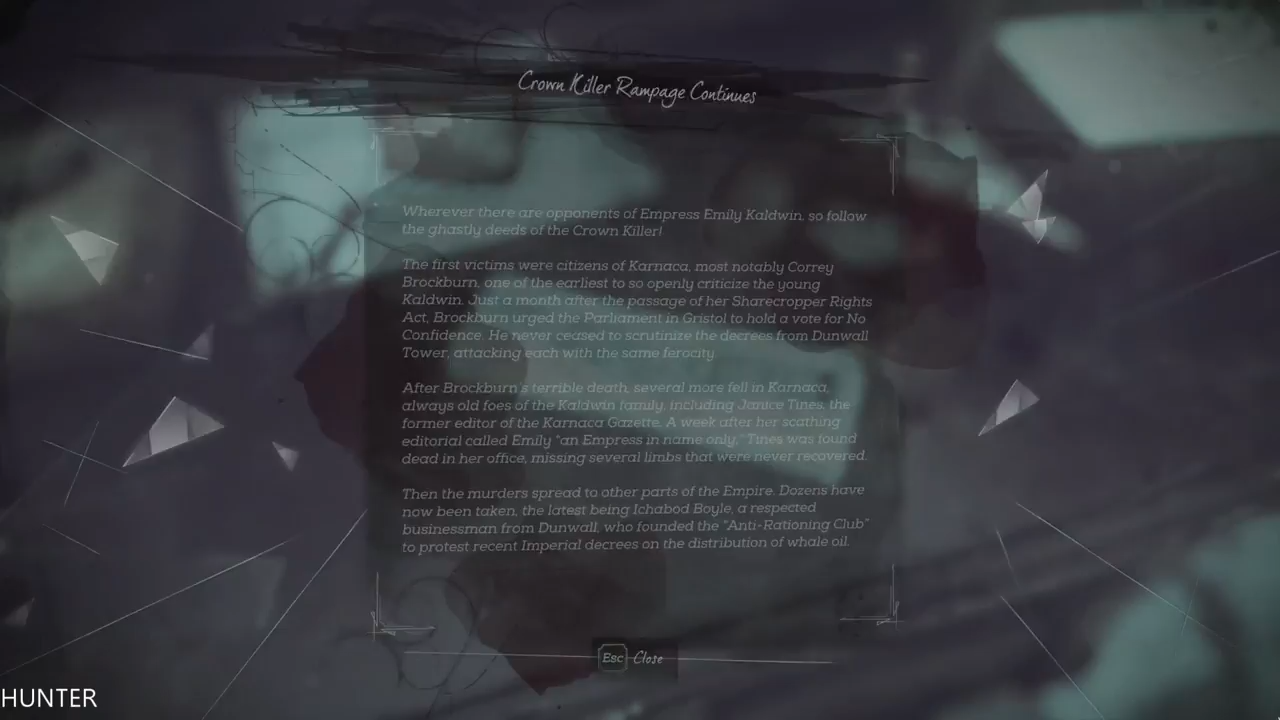 Crown Killer Rampage Continues
Wherever there are opponents of Empress Emily Kaldwin, so follow
the ghastly deeds of the Crown Killer!
The first victims were citizens of Karnaca, most notably Correy
Brockburn, one of the earliest to so openly criticize the young
Kaldwin. Just a month after the passage of her Sharecropper Rights
Act, Brockburn urged the Parliament in Gristol to hold a vote for No
Confidence. He never ceased to scrutinize the decrees from Dunwall
Tower, attacking each with the same ferocity.
After Brockburn's terrible death, several more fell in Karnaca,
always old foes of the Kaldwin family, including Janice Tines, the
former editor of the Karnaca Gazette. A week after her scathing
editorial called Emily "an Empress in name only," Tines was found
dead in her office, missing several limbs that were never recovered.
Then the murders spread to other parts of the Empire. Dozens have
now been taken, the latest being Ichabod Boyle, a respected
businessman from Dunwall, who founded the "Anti-Rationing Club"
to protest recent Imperial decrees on the distribution of whale oil.
Esc Close
HUNTER